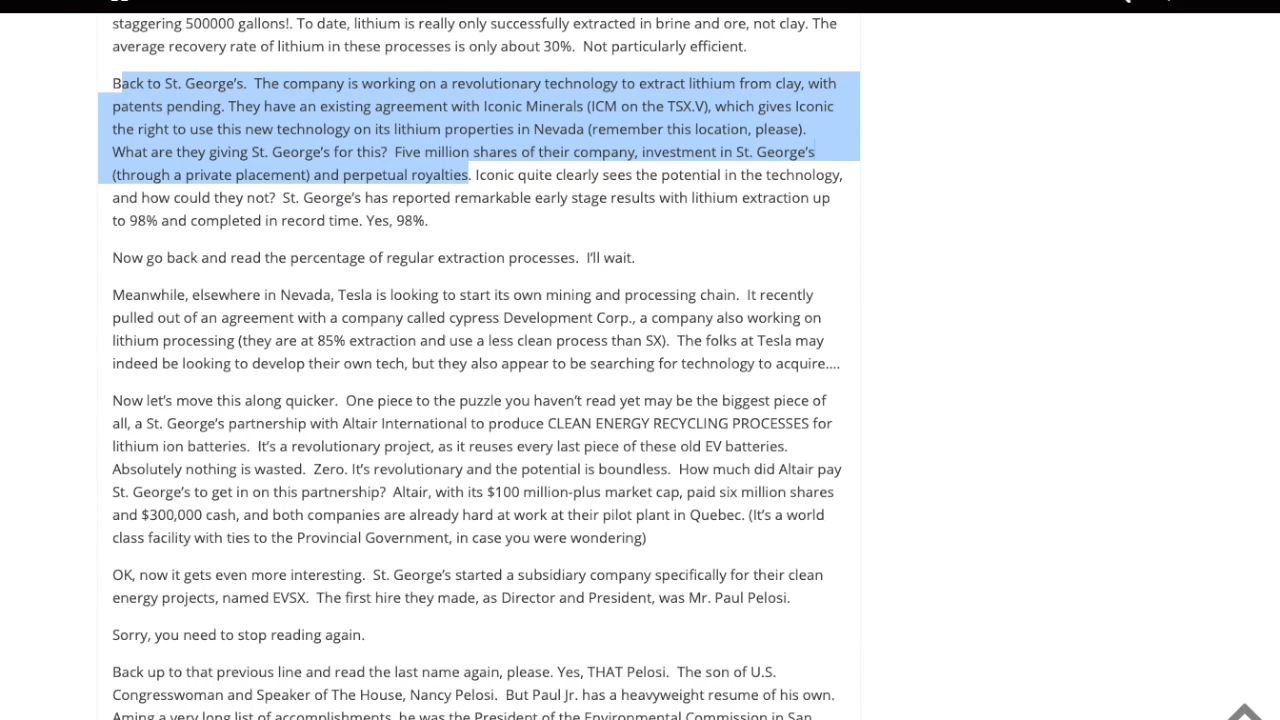 staggering 500000 gallons!. To date, lithium is really only successfully extracted in brine and ore, not clay. The
average recovery rate of lithium in these processes is only about 30%.  Not particularly efficient.
Back to St. George's.  The company is working on a revolutionary technology to extract lithium from clay, with
patents pending. They have an existing agreement with Iconic Minerals (ICM on the TSX.V), which gives Iconic
the right to use this new technology on its lithium properties in Nevada (remember this location, please).
What are they giving St. George's for this?  Five million shares of their company, investment in St. George's
(through a private placement) and perpetual royalties. Iconic quite clearly sees the potential in the technology,
and how could they not?  St. George's has reported remarkable early stage results with lithium extraction up
to 98% and completed in record time. Yes, 98%.
Now go back and read the percentage of regular extraction processes.  I'll wait.
Meanwhile, elsewhere in Nevada, Tesla is looking to start its own mining and processing chain.  It recently
pulled out of an agreement with a company called cypress Development Corp., a company also working on
lithium processing (they are at 85% extraction and use a less clean process than SX).  The folks at Tesla may
indeed be looking to develop their own tech, but they also appear to be searching for technology to acquire....
Now let's move this along quicker.  One piece to the puzzle you haven't read yet may be the biggest piece of
all, a St. George's partnership with Altair International to produce CLEAN ENERGY RECYCLING PROCESSES for
lithium ion batteries.  It's a revolutionary project, as it reuses every last piece of these old EV batteries.
Absolutely nothing is wasted.  Zero. It's revolutionary and the potential is boundless.  How much did Altair pay
St. George's to get in on this partnership?  Altair, with its $100 million-plus market cap, paid six million shares
and $300,000 cash, and both companies are already hard at work at their pilot plant in Quebec. (It's a world
class facility with ties to the Provincial Government, in case you were wondering)
OK, now it gets even more interesting.  St. George's started a subsidiary company specifically for their clean
energy projects, named EVSX.  The first hire they made, as Director and President, was Mr. Paul Pelosi.
Sorry, you need to stop reading again.
Back up to that previous line and read the last name again, please. Yes, THAT Pelosi.  The son of U.S.
Congresswoman and Speaker of The House, Nancy Pelosi.  But Paul Jr. has a heavyweight resume of his own.
Aming a very long list of accomplishments, he was the President of the Environmental Commission in San